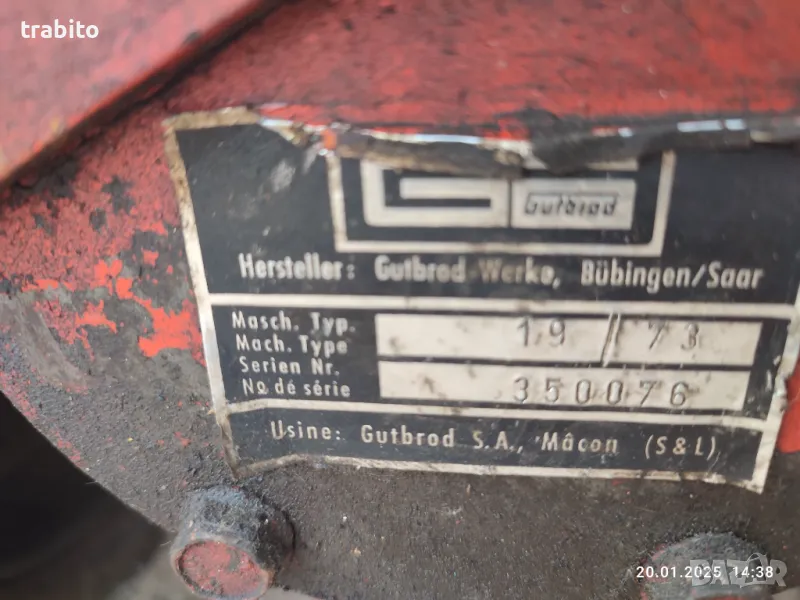 trabito
Gutbrod
Hersteller: Gutbrod-Werke, Bübingen/Saar
Masch. Typ.
Mach. Type
19 / 73
Serien Nr.
No de série
350076
Usine: Gutbrod S.A., Mâcon (S & L)
20.01.2025 14:38
BAZAR